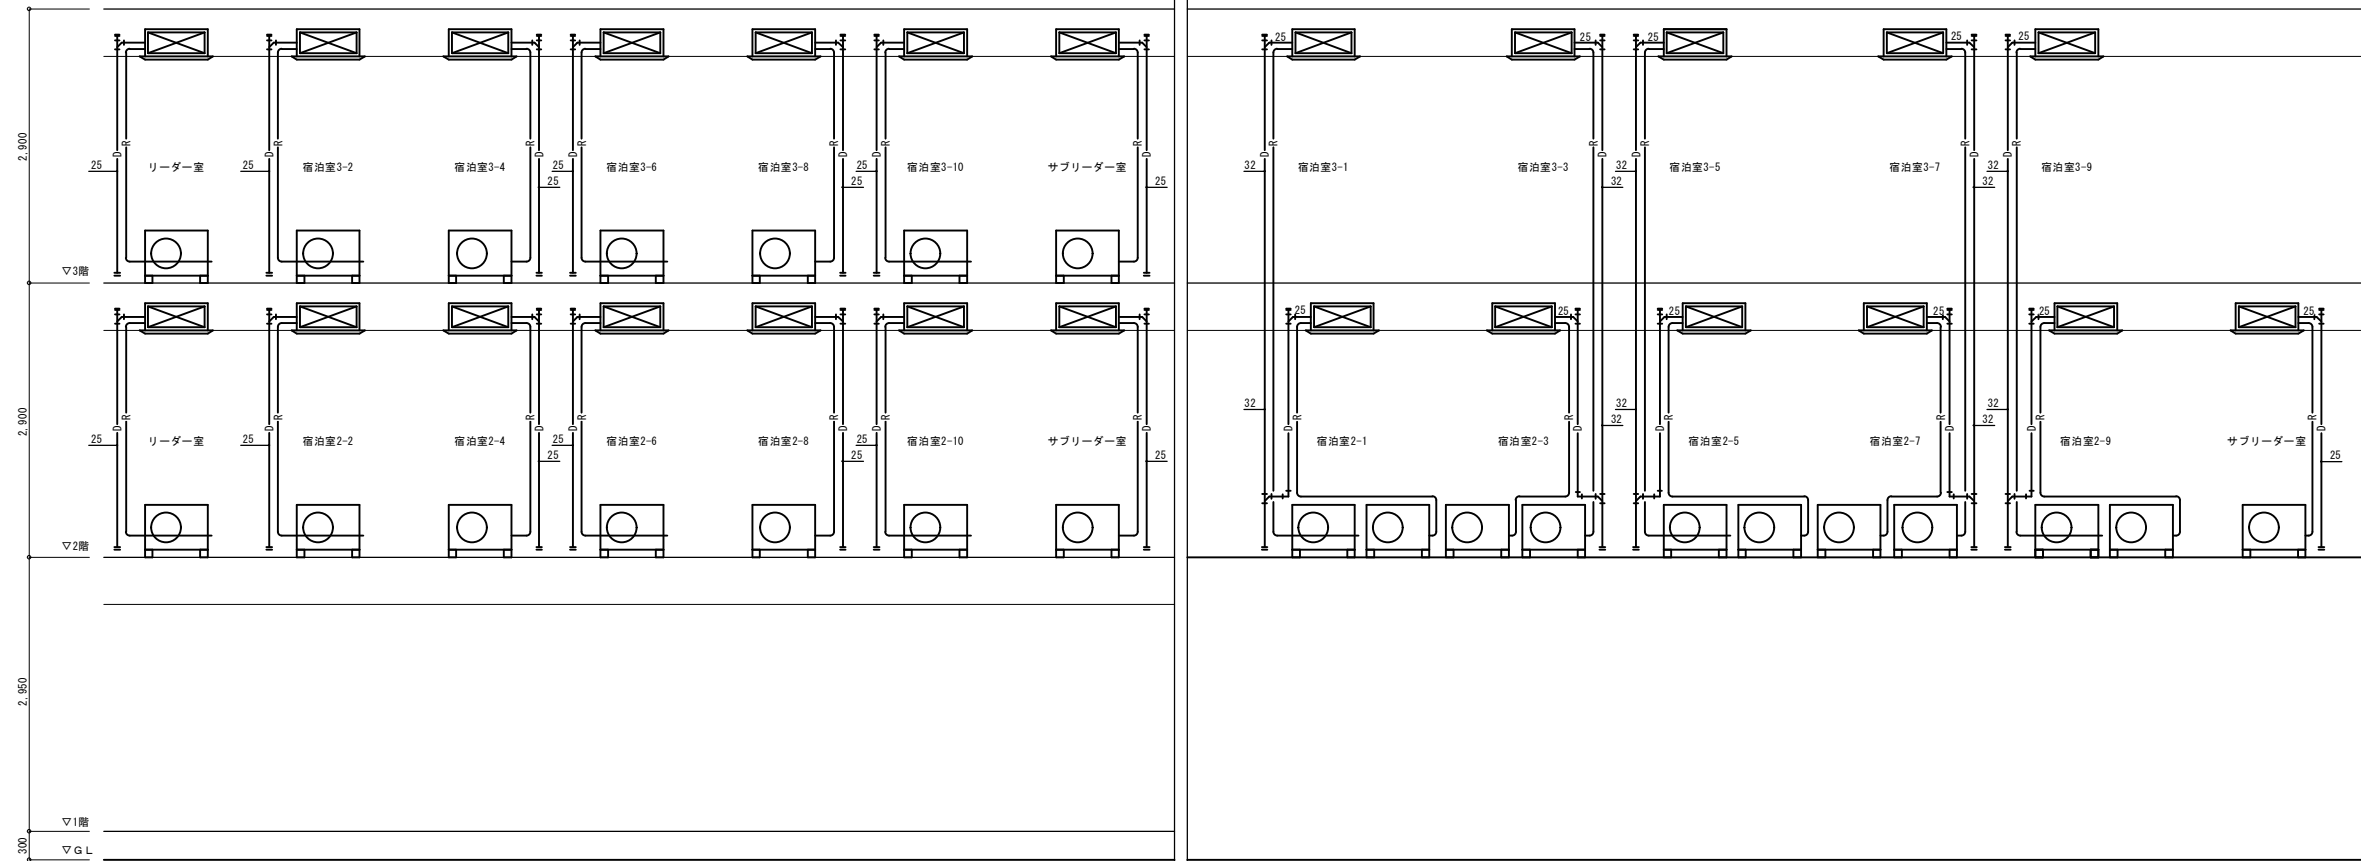 25 25 25 25 25
D R D R R D D R R D D R R D D R R D D R R D D R
2,900
25 リーダー室 25 宿泊室3-2 宿泊室3-4 25 宿泊室3-6 宿泊室3-8 25 宿泊室3-10 サブリーダー室 32 宿泊室3-1 宿泊室3-3 32 宿泊室3-5 宿泊室3-7 32 宿泊室3-9
25 25 25 32 32
▽3階
25 25 25 25 25 25
D R D R R D D R R D D R R D R D D R R D D R R D D R R D
2,900
32 32 32
25 リーダー室 25 宿泊室2-2 宿泊室2-4 25 宿泊室2-6 宿泊室2-8 25 宿泊室2-10 サブリーダー室 宿泊室2-1 宿泊室2-3 32 宿泊室2-5 宿泊室2-7 32 宿泊室2-9 サブリーダー室
25 25 25 25
▽2階
2,950
▽1階
300
▽GL